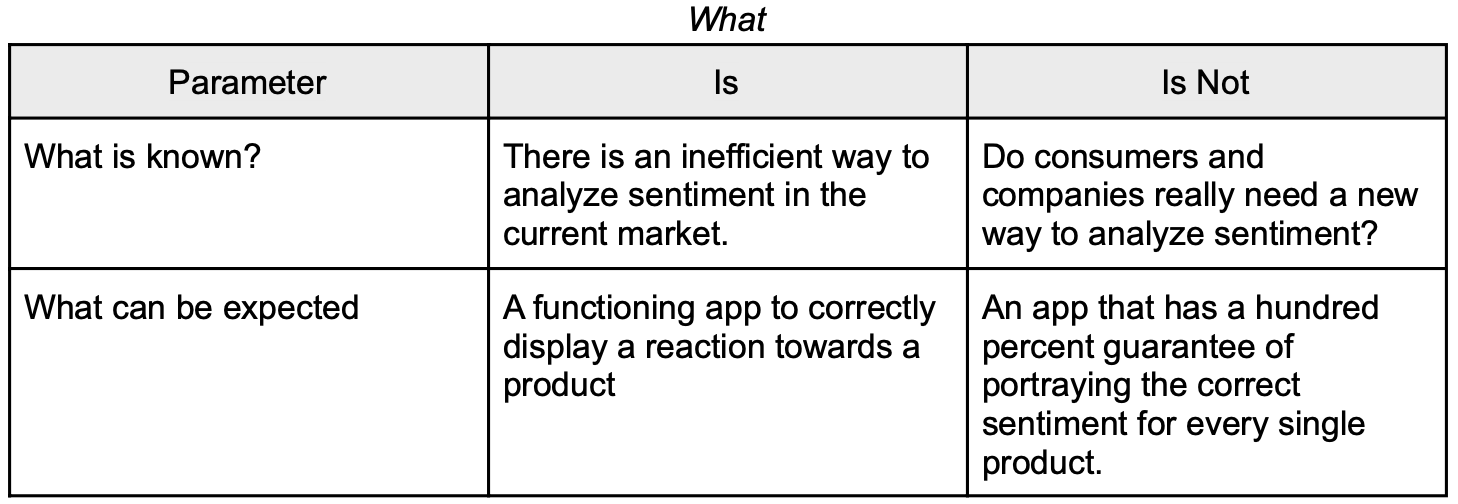 What
Parameter
Is
Is Not
What is known?
There is an inefficient way to
analyze sentiment in the
current market.
Do consumers and
companies really need a new
way to analyze sentiment?
What can be expected
A functioning app to correctly
display a reaction towards a
product
An app that has a hundred
percent guarantee of
portraying the correct
sentiment for every single
product.